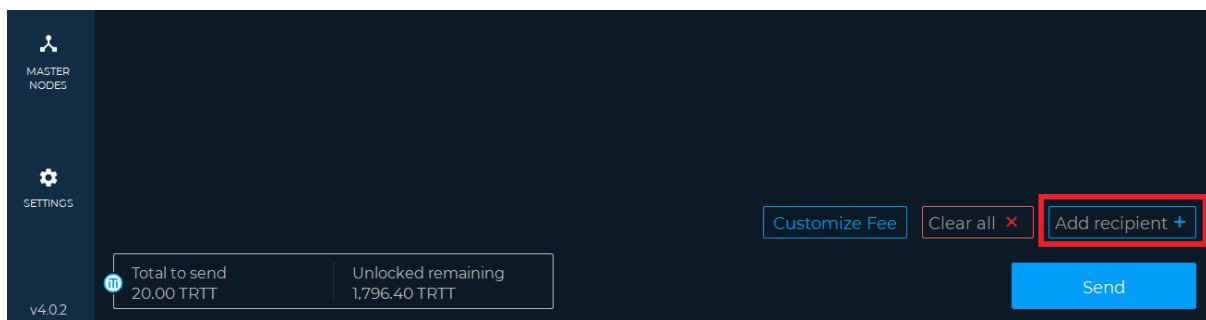 MASTER
NODES
SETTINGS
Customize Fee
Clear all
Add recipient +
Total to send
20.00 TRTT
Unlocked remaining
1,796.40 TRTT
Send
v4.0.2